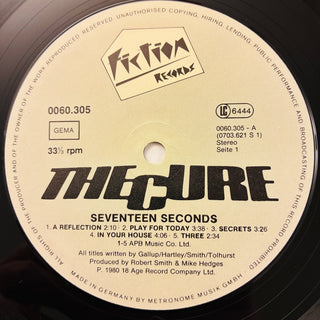 ALL RIGHTS OF THE PRODUCER AND OF THE OWNER OF THE WORK REPRODUCED RESERVED. UNAUTHORISED COPYING, HIRING, LENDING, PUBLIC PERFORMANCE AND BROADCASTING OF THIS RECORD PROHIBITED.
Fiction
RECORDS
0060.305
GEMA
33⅓ rpm
LC 6444
0060.305 - A
(0703.621 S 1)
Stereo
Seite 1
THE CURE
SEVENTEEN SECONDS
1. A REFLECTION 2:10 · 2. PLAY FOR TODAY 3:38 · 3. SECRETS 3:26
4. IN YOUR HOUSE 4:06 · 5. THREE 2:34
1-5 APB Music Co. Ltd.
All titles written by Gallup/Hartley/Smith/Tolhurst
Produced by Robert Smith & Mike Hedges
℗ 1980 18 Age Record Company Ltd.
MADE IN GERMANY BY METRONOME MUSIK GMBH